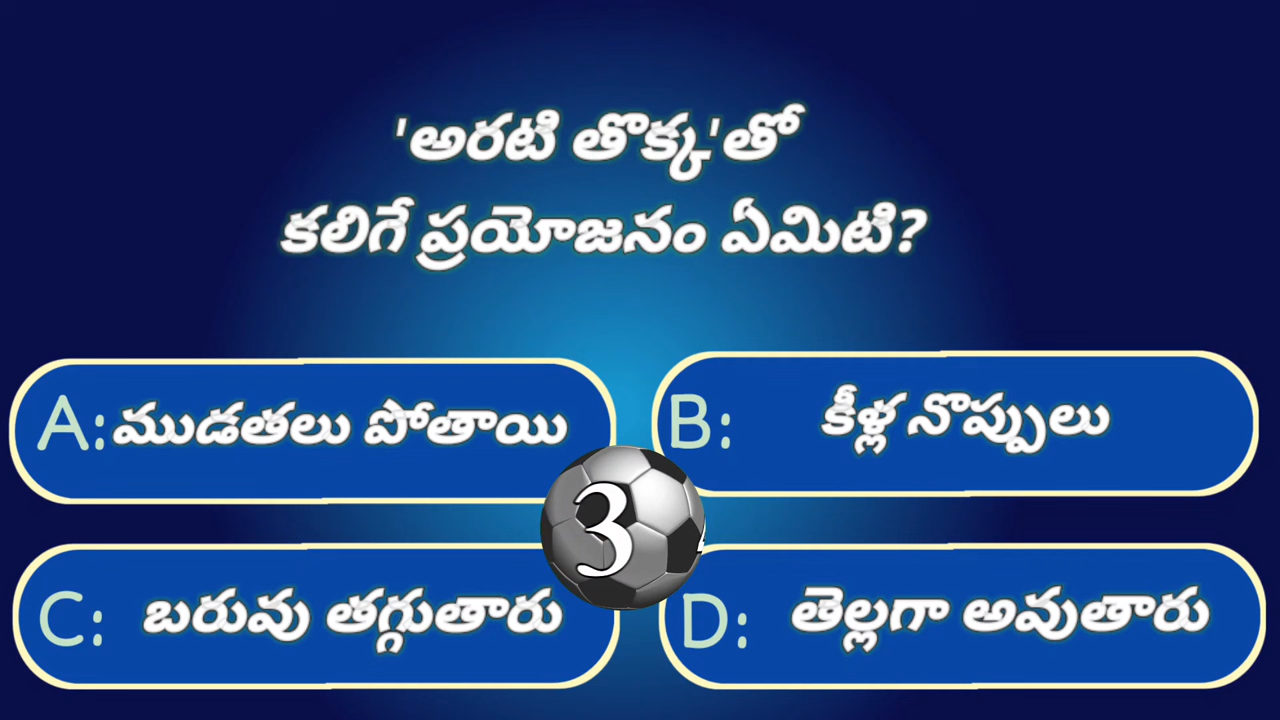 'అరటి తొక్క'తో
కలిగే ప్రయోజనం ఏమిటి?
A: ముడతలు పోతాయి
B: కీళ్ల నొప్పులు
3
C: బరువు తగ్గుతారు
D: తెల్లగా అవుతారు